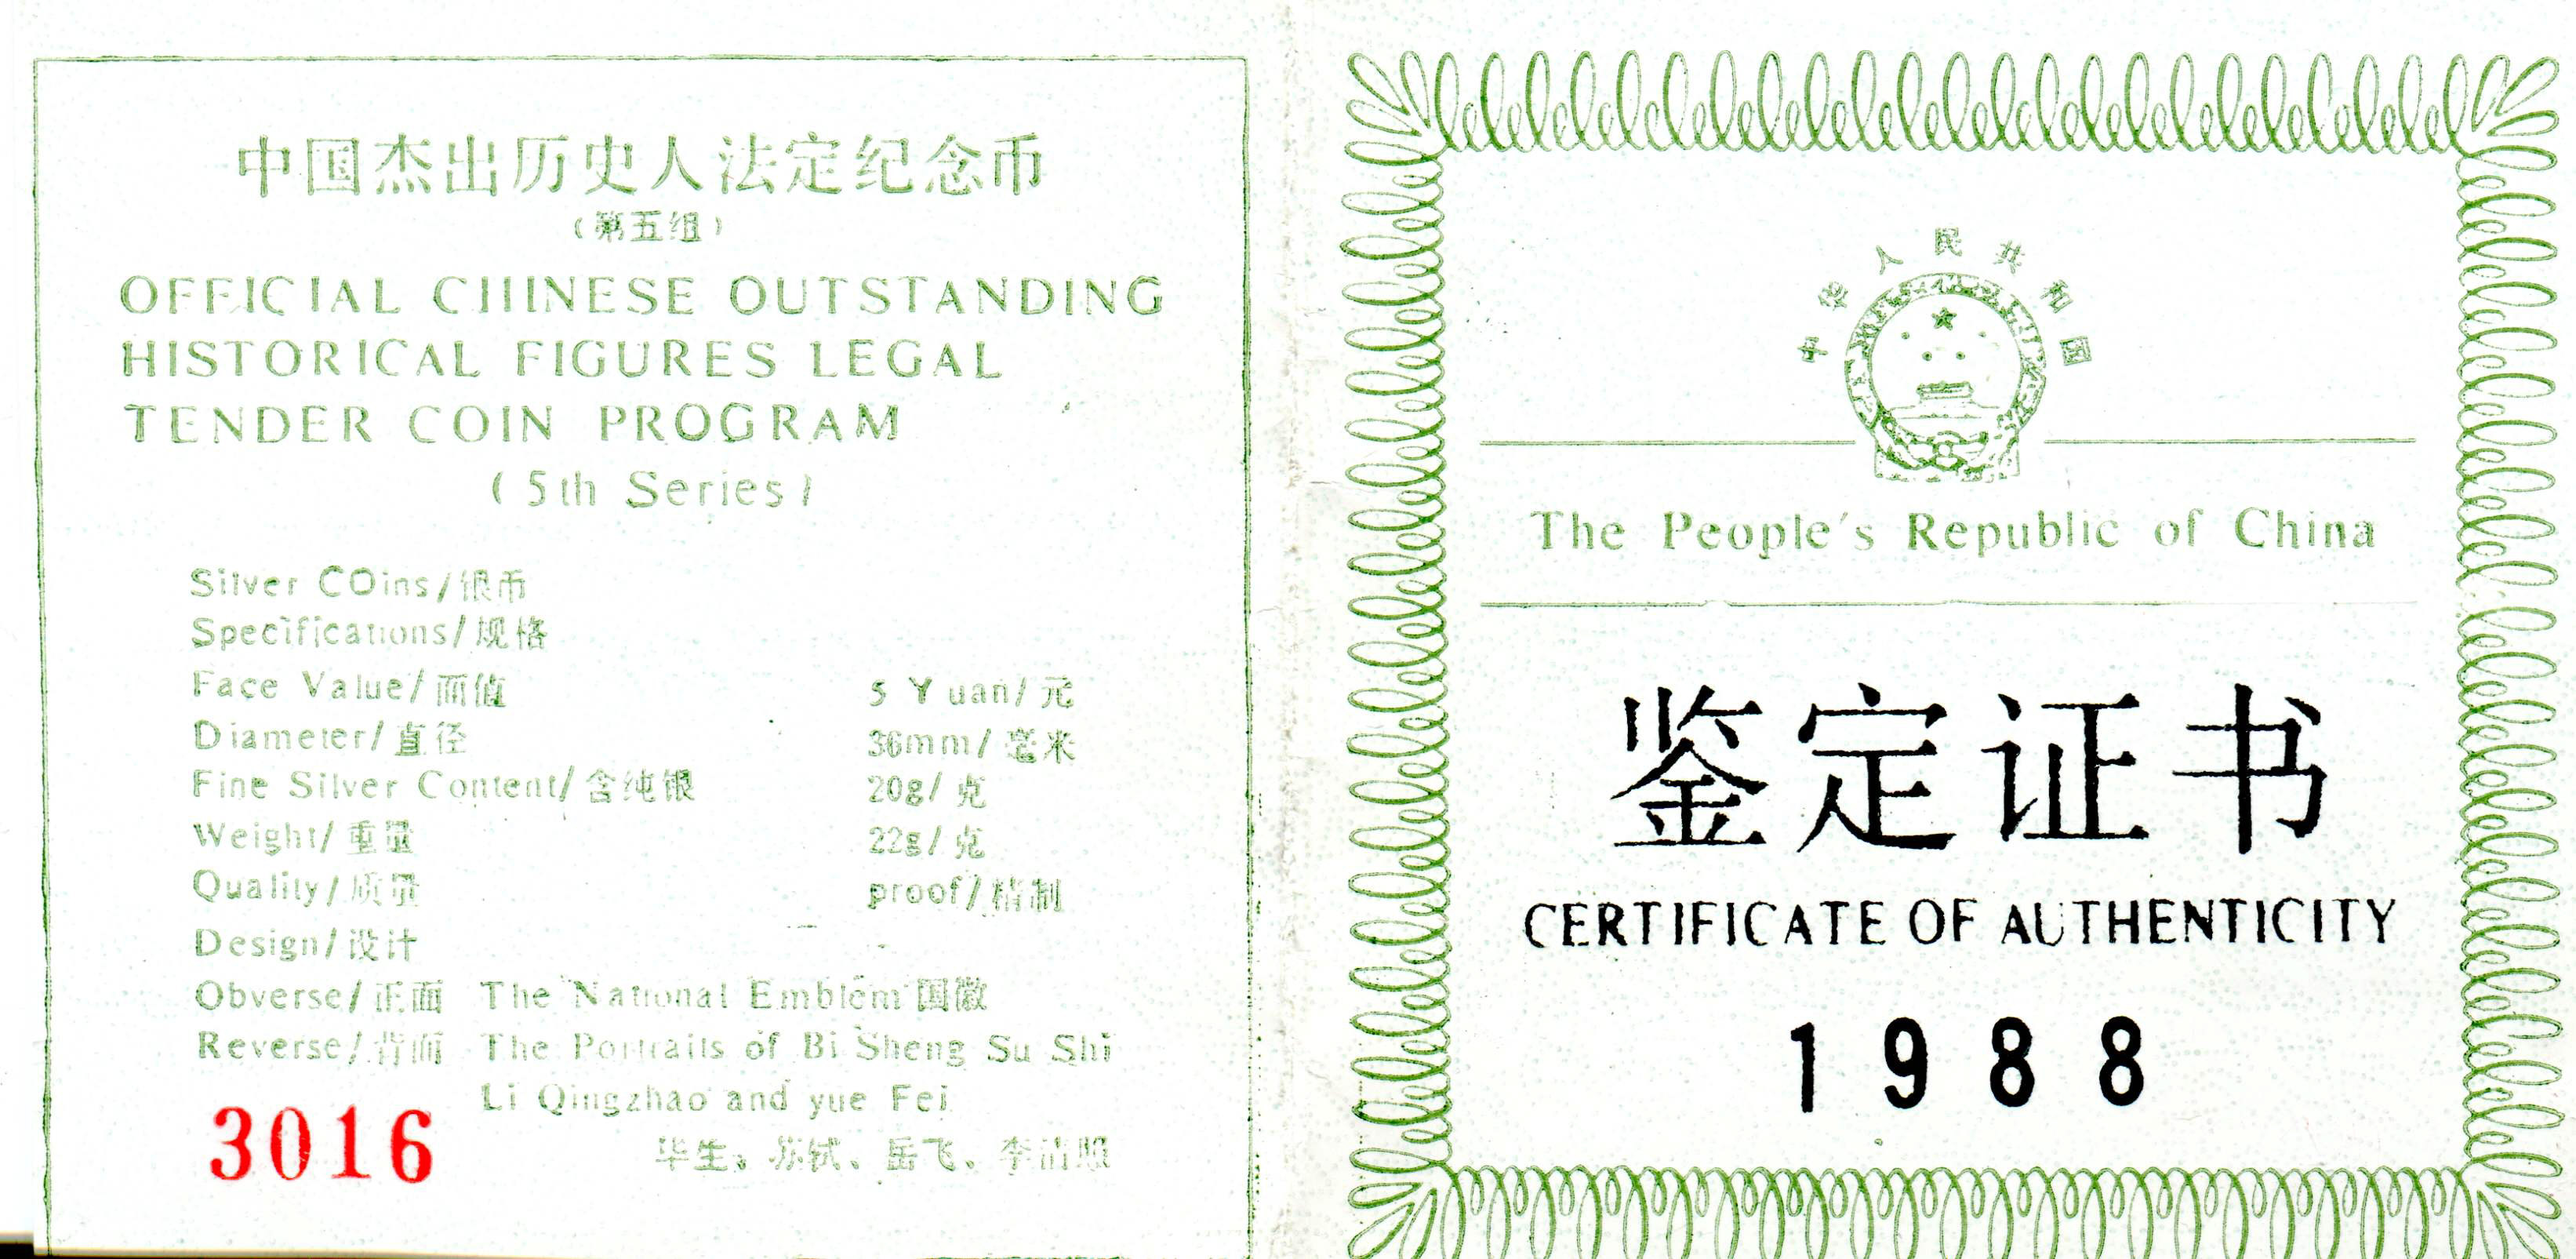 中国杰出历史人法定纪念币
(第五组)
OFFICIAL CHINESE OUTSTANDING
HISTORICAL FIGURES LEGAL
TENDER COIN PROGRAM
(5th Series)
Silver COins/银币
Specifications/规格
Face Value/面值 5 Yuan/元
Diameter/直径 36mm/毫米
Fine Silver Content/含纯银 20g/克
Weight/重量 22g/克
Quality/质量 proof/精制
Design/设计
Obverse/正面 The National Emblem 国徽
Reverse/背面 The Portraits of Bi Sheng Su Shi
Li Qingzhao and yue Fei
毕生、苏轼、岳飞、李清照
3016
中华人民共和国
The People's Republic of China
鉴定证书
CERTIFICATE OF AUTHENTICITY
1988